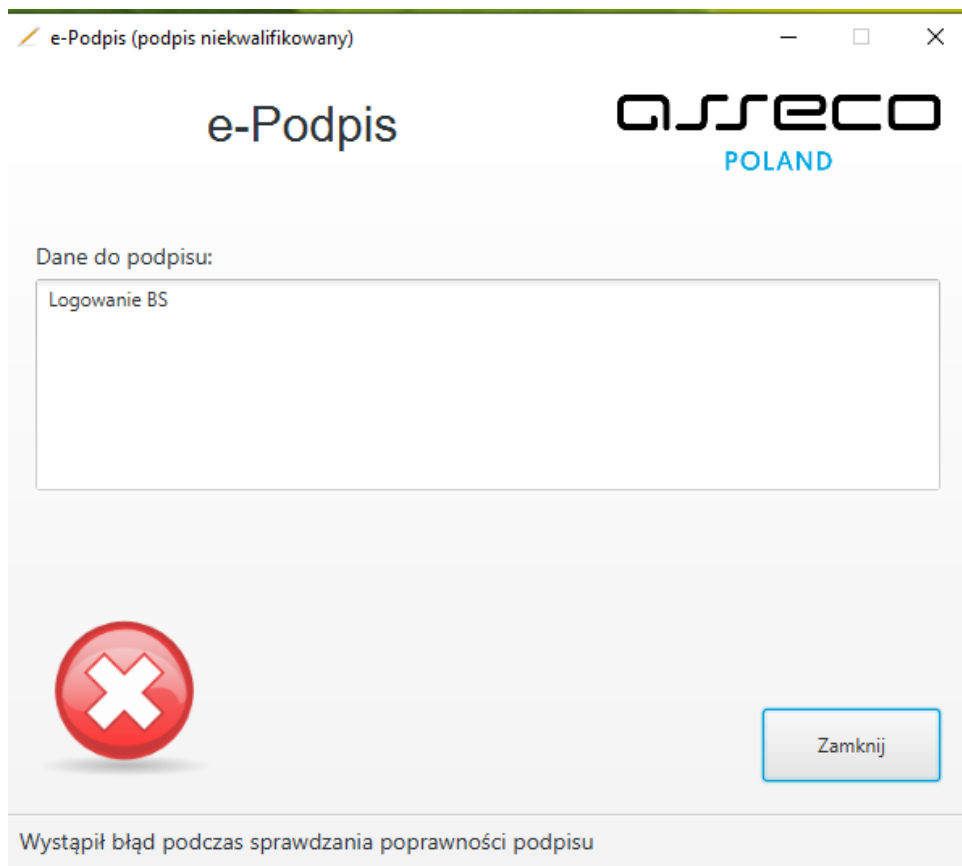 e-Podpis (podpis niekwalifikowany)
e-Podpis
asseco
POLAND
Dane do podpisu:
Logowanie BS
Zamknij
Wystąpił błąd podczas sprawdzania poprawności podpisu